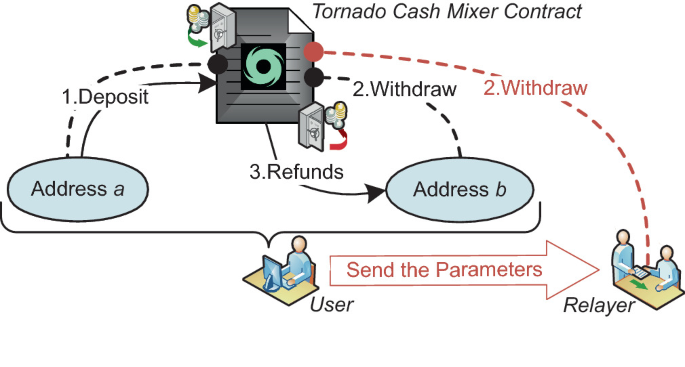 Tornado Cash Mixer Contract
1.Deposit
2.Withdraw
2.Withdraw
3.Refunds
Address a
Address b
Send the Parameters
User
Relayer